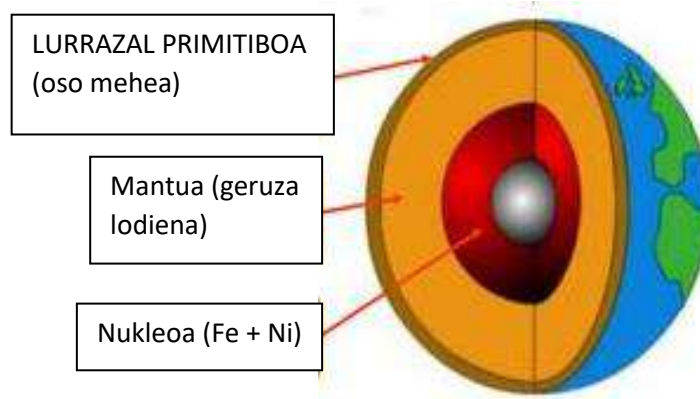 LURRAZAL PRIMITIBOA
(oso mehea)
Mantua (geruza
lodiena)
Nukleoa (Fe + Ni)